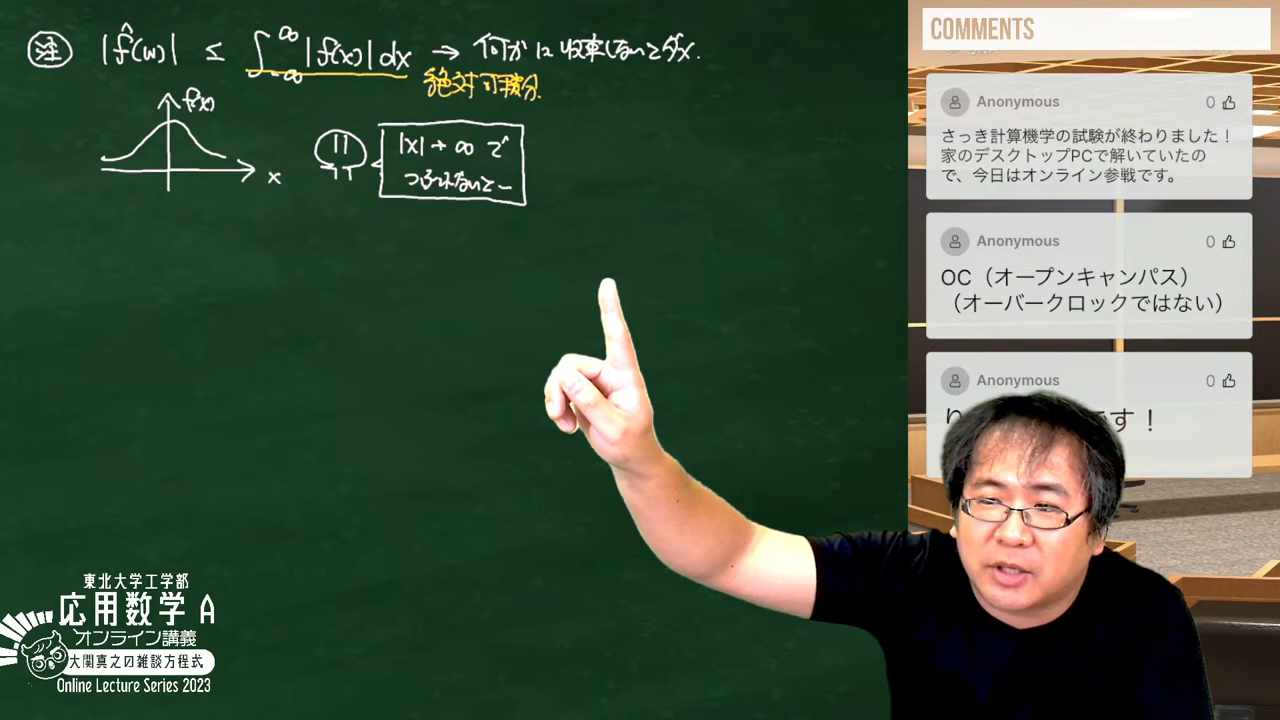 注 |f̂(ω)| ≤ ∫_{-∞}^{∞} |f(x)| dx → 何かに収束しないとダメ.
絶対可積分.
f(x)
x
|x|→∞ で
つぶれないとー
COMMENTS
Anonymous 0
さっき計算機学の試験が終わりました！
家のデスクトップPCで解いていたの
で、今日はオンライン参戦です。
Anonymous 0
OC（オープンキャンパス）
（オーバークロックではない）
Anonymous 0
り
です！
東北大学工学部
応用数学 A
オンライン講義
大関真之の雑談方程式
Online Lecture Series 2023